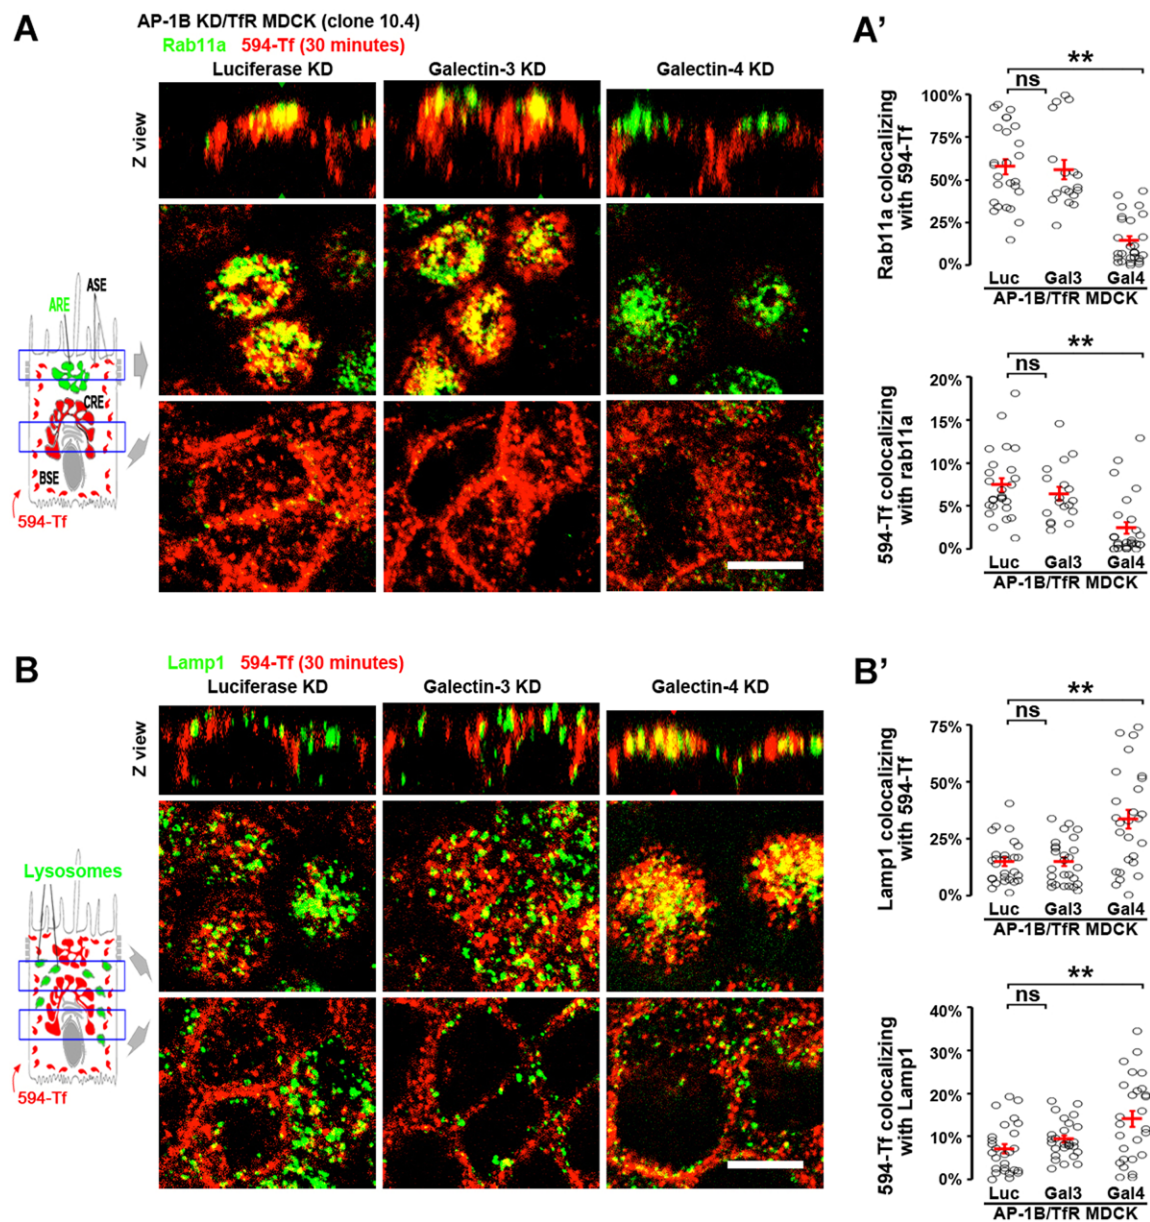 A
AP-1B KD/TfR MDCK (clone 10.4)
Rab11a 594-Tf (30 minutes)
Luciferase KD
Galectin-3 KD
Galectin-4 KD
Z view
ARE
ASE
CRE
BSE
594-Tf
A'
**
ns
100%
75%
50%
25%
0%
Rab11a colocalizing
with 594-Tf
Luc Gal3 Gal4
AP-1B/TfR MDCK
**
ns
20%
15%
10%
5%
0%
594-Tf colocalizing
with rab11a
Luc Gal3 Gal4
AP-1B/TfR MDCK
B
Lamp1 594-Tf (30 minutes)
Luciferase KD
Galectin-3 KD
Galectin-4 KD
Z view
Lysosomes
594-Tf
B'
**
ns
75%
50%
25%
0%
Lamp1 colocalizing
with 594-Tf
Luc Gal3 Gal4
AP-1B/TfR MDCK
**
ns
40%
30%
20%
10%
0%
594-Tf colocalizing
with Lamp1
Luc Gal3 Gal4
AP-1B/TfR MDCK